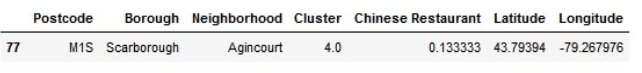 Postcode Borough Neighborhood Cluster Chinese Restaurant Latitude Longitude
77 M1S Scarborough Agincourt 4.0 0.133333 43.79394 -79.267976